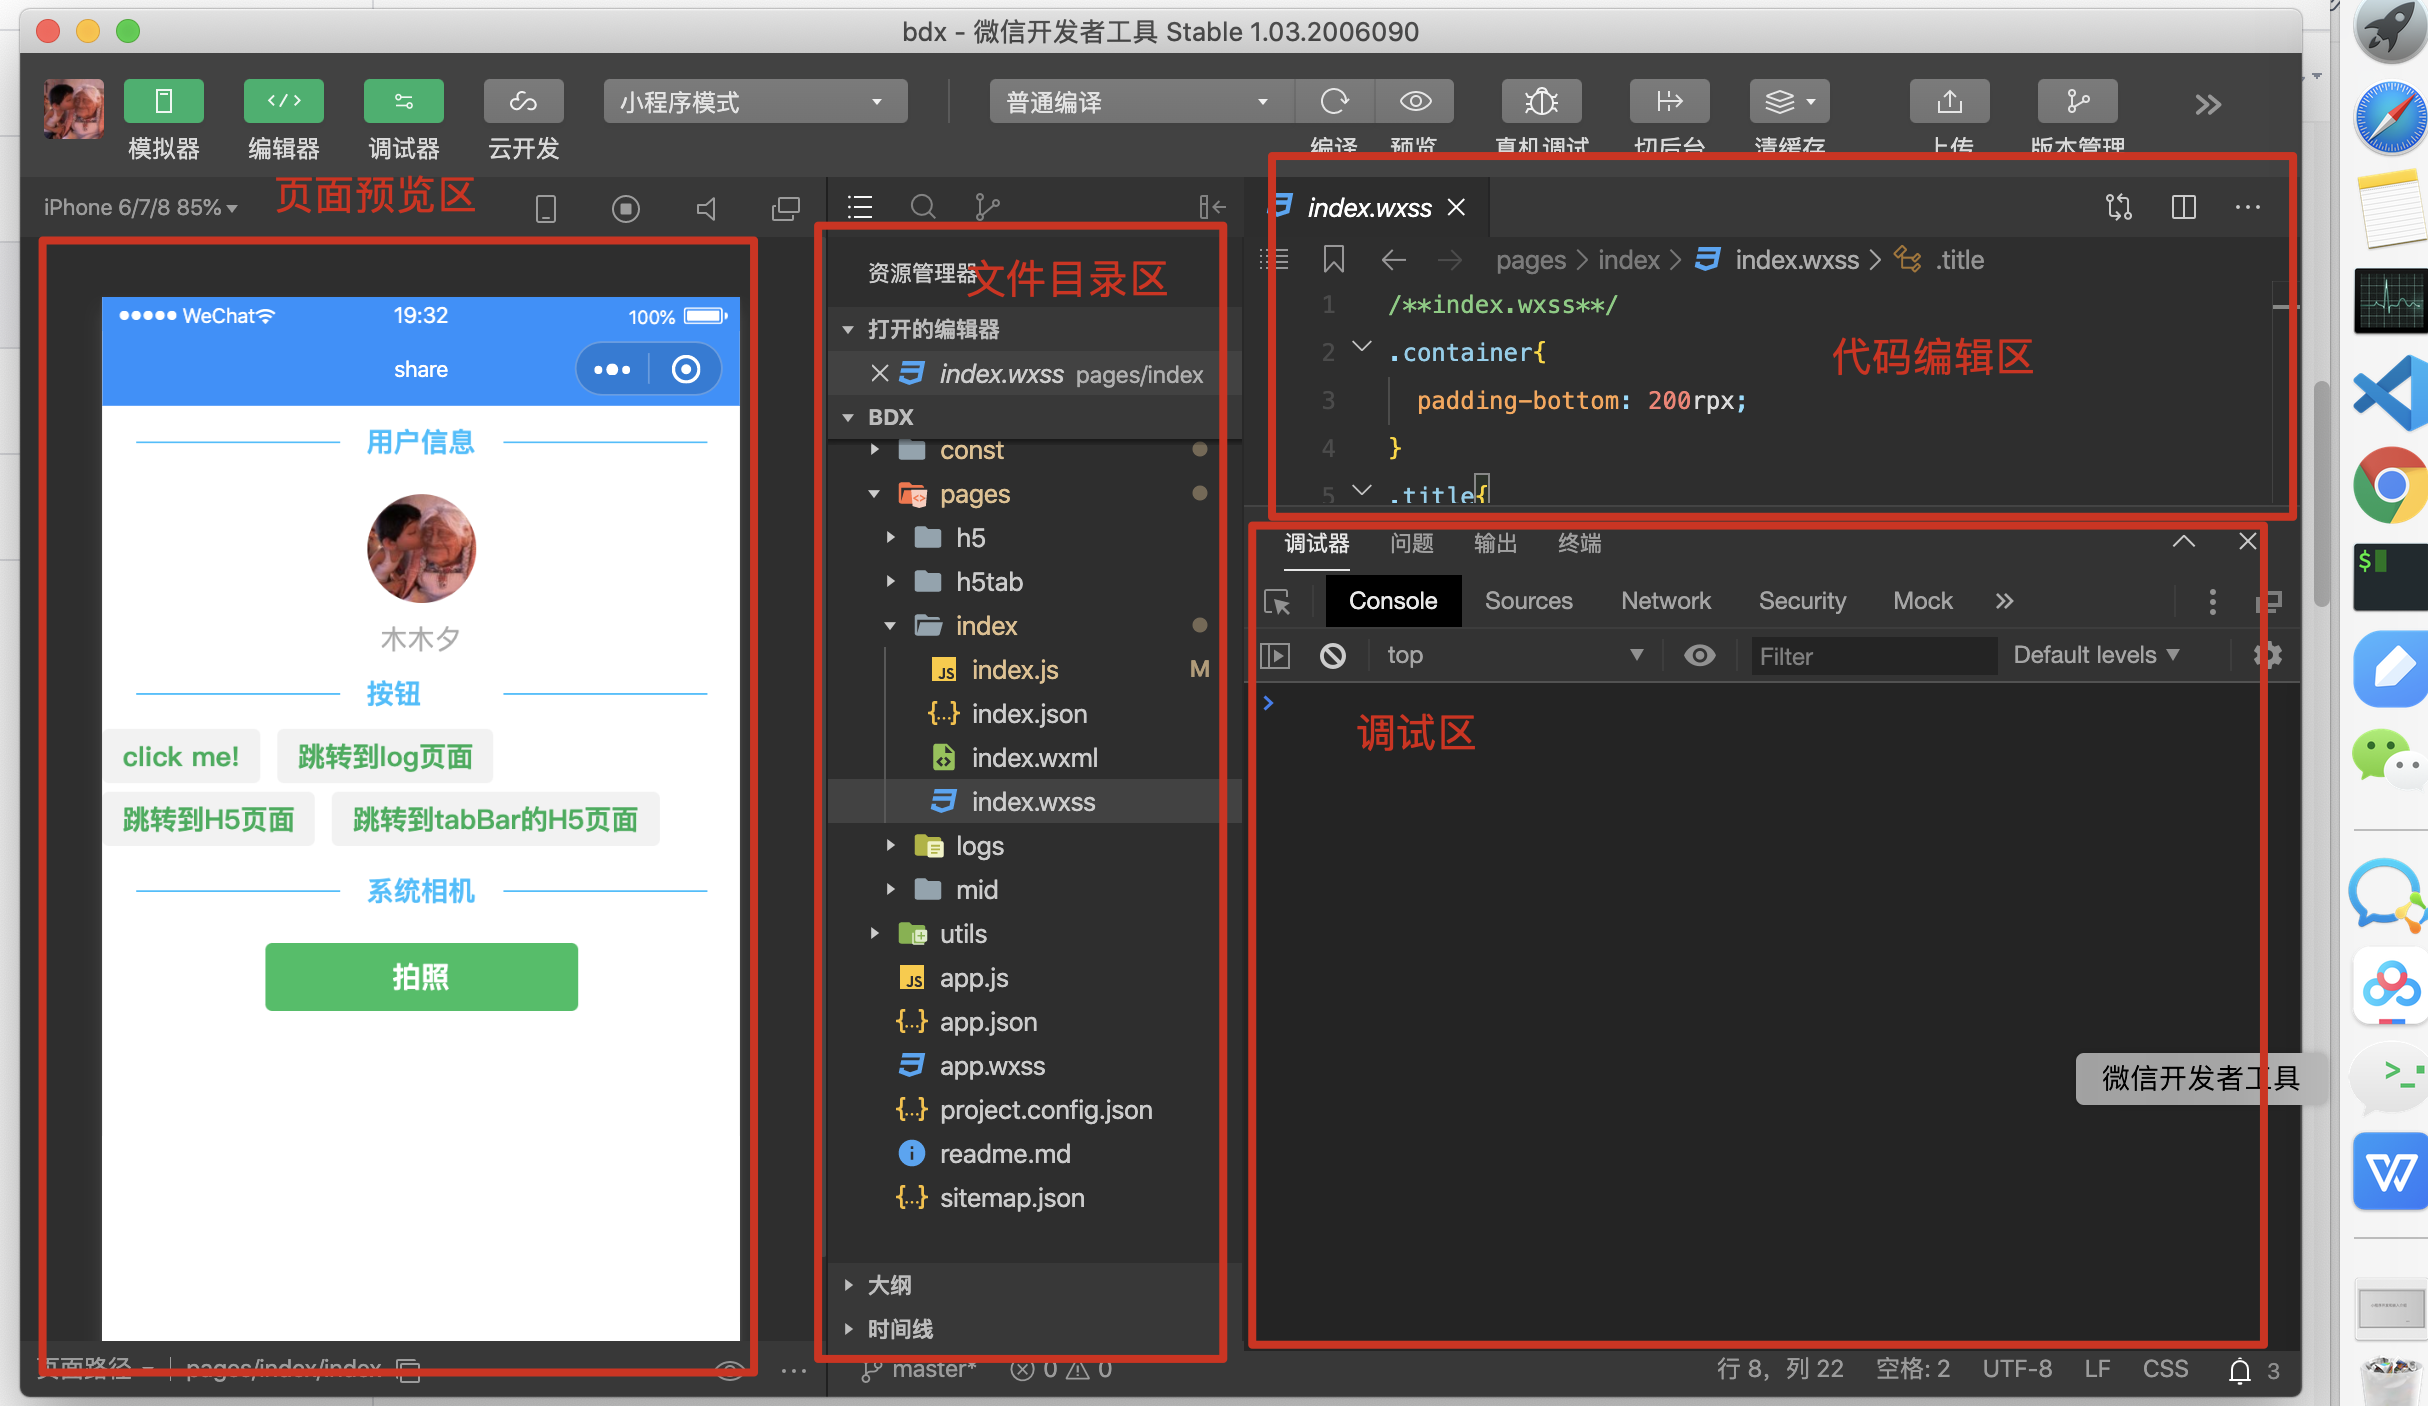 bdx - 微信开发者工具 Stable 1.03.2006090
小程序模式
普通编译
模拟器
编辑器
调试器
云开发
编译
预览
真机调试
切后台
清缓存
上传
版本管理
iPhone 6/7/8 85%
页面预览区
WeChat
19:32
100%
share
用户信息
木木夕
按钮
click me!
跳转到log页面
跳转到H5页面
跳转到tabBar的H5页面
系统相机
拍照
页面路径
pages/index/index
资源管理器
文件目录区
打开的编辑器
index.wxss pages/index
BDX
const
pages
h5
h5tab
index
JS index.js M
{..} index.json
index.wxml
index.wxss
logs
mid
utils
JS app.js
{..} app.json
app.wxss
{..} project.config.json
readme.md
{..} sitemap.json
大纲
时间线
master*
0
0
index.wxss
pages > index > index.wxss > .title
1 /**index.wxss**/
2 .container{
3 padding-bottom: 200rpx;
4 }
5 .title{
代码编辑区
调试器 问题 输出 终端
Console Sources Network Security Mock
top
Filter
Default levels
调试区
微信开发者工具
行 8，列 22
空格: 2
UTF-8
LF
CSS
3